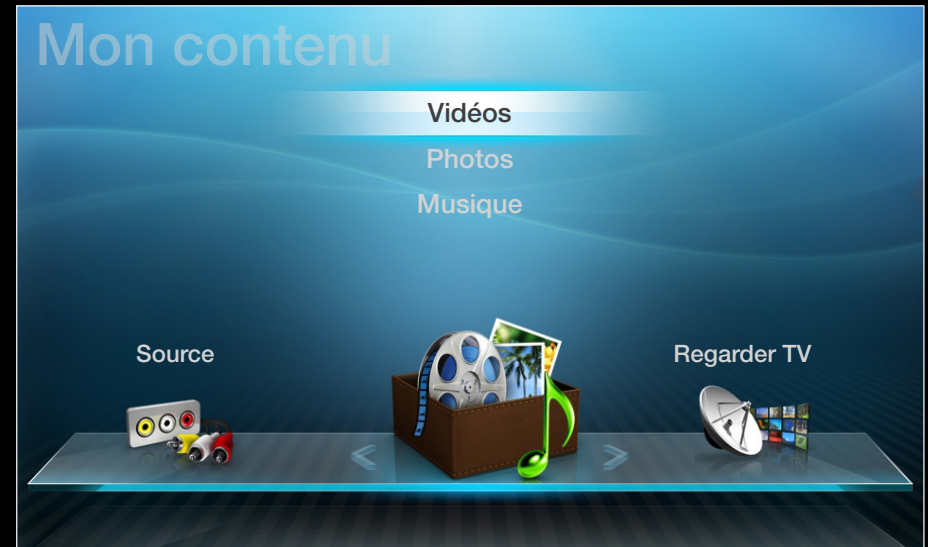 Mon contenu
Vidéos
Photos
Musique
Source
Regarder TV